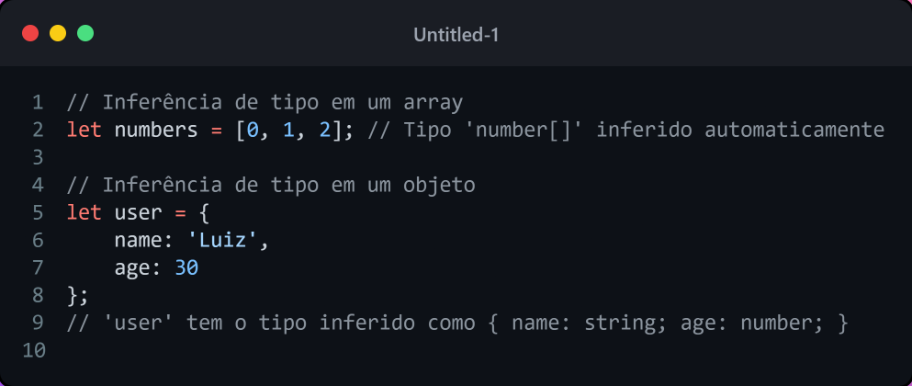 Untitled-1
1 // Inferência de tipo em um array
2 let numbers = [0, 1, 2]; // Tipo 'number[]' inferido automaticamente
3
4 // Inferência de tipo em um objeto
5 let user = {
6     name: 'Luiz',
7     age: 30
8 };
9 // 'user' tem o tipo inferido como { name: string; age: number; }
10